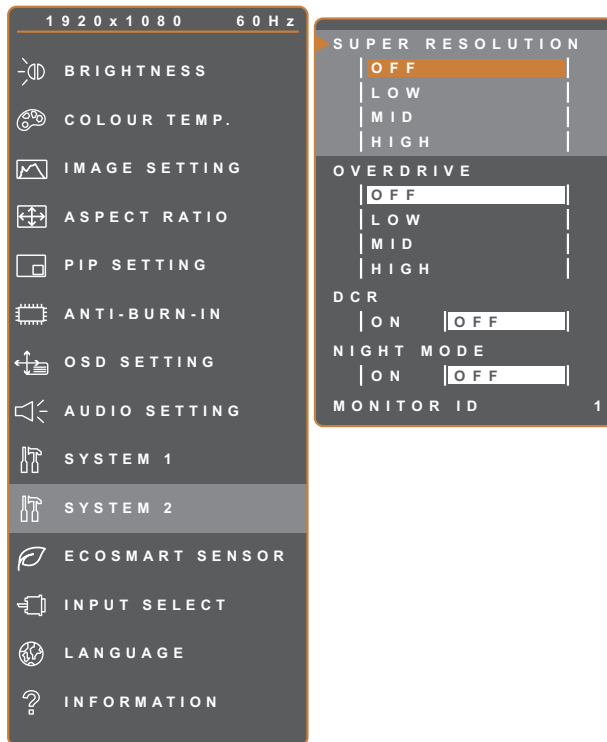 1920x1080 60Hz
BRIGHTNESS
COLOUR TEMP.
IMAGE SETTING
ASPECT RATIO
PIP SETTING
ANTI-BURN-IN
OSD SETTING
AUDIO SETTING
SYSTEM 1
SYSTEM 2
ECOSMART SENSOR
INPUT SELECT
LANGUAGE
INFORMATION
SUPER RESOLUTION
OFF
LOW
MID
HIGH
OVERDRIVE
OFF
LOW
MID
HIGH
DCR
ON OFF
NIGHT MODE
ON OFF
MONITOR ID 1